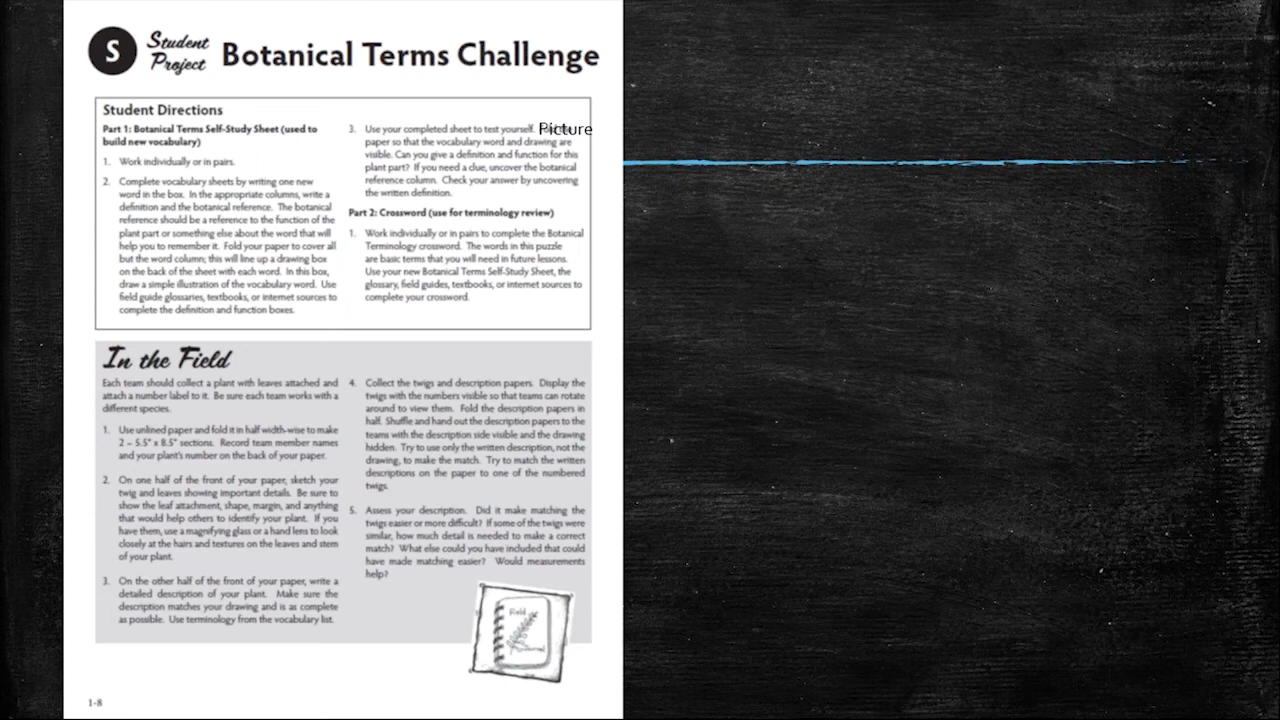 S
Student
Project
Botanical Terms Challenge
Student Directions
Part 1: Botanical Terms Self-Study Sheet (used to
build new vocabulary)
1. Work individually or in pairs.
2. Complete vocabulary sheets by writing one new
word in the box. In the appropriate columns, write a
definition and the botanical reference. The botanical
reference should be a reference to the function of the
plant part or something else about the word that will
help you to remember it. Fold your paper to cover all
but the word column; this will line up a drawing box
on the back of the sheet with each word. In this box,
draw a simple illustration of the vocabulary word. Use
field guide glossaries, textbooks, or internet sources to
complete the definition and function boxes.
3. Use your completed sheet to test yourself.
Picture
paper so that the vocabulary word and drawing are
visible. Can you give a definition and function for this
plant part? If you need a clue, uncover the botanical
reference column. Check your answer by uncovering
the written definition.
Part 2: Crossword (use for terminology review)
1. Work individually or in pairs to complete the Botanical
Terminology crossword. The words in this puzzle
are basic terms that you will need in future lessons.
Use your new Botanical Terms Self-Study Sheet, the
glossary, field guides, textbooks, or internet sources to
complete your crossword.
In the Field
Each team should collect a plant with leaves attached and
attach a number label to it. Be sure each team works with a
different species.
1. Use unlined paper and fold it in half width-wise to make
2 – 5.5" x 8.5" sections. Record team member names
and your plant's number on the back of your paper.
2. On one half of the front of your paper, sketch your
twig and leaves showing important details. Be sure to
show the leaf attachment, shape, margin, and anything
that would help others to identify your plant. If you
have them, use a magnifying glass or a hand lens to look
closely at the hairs and textures on the leaves and stem
of your plant.
3. On the other half of the front of your paper, write a
detailed description of your plant. Make sure the
description matches your drawing and is as complete
as possible. Use terminology from the vocabulary list.
4. Collect the twigs and description papers. Display the
twigs with the numbers visible so that teams can rotate
around to view them. Fold the description papers in
half. Shuffle and hand out the description papers to the
teams with the description side visible and the drawing
hidden. Try to use only the written description, not the
drawing, to make the match. Try to match the written
descriptions on the paper to one of the numbered
twigs.
5. Assess your description. Did it make matching the
twigs easier or more difficult? If some of the twigs were
similar, how much detail is needed to make a correct
match? What else could you have included that could
have made matching easier? Would measurements
help?
Field
1-8